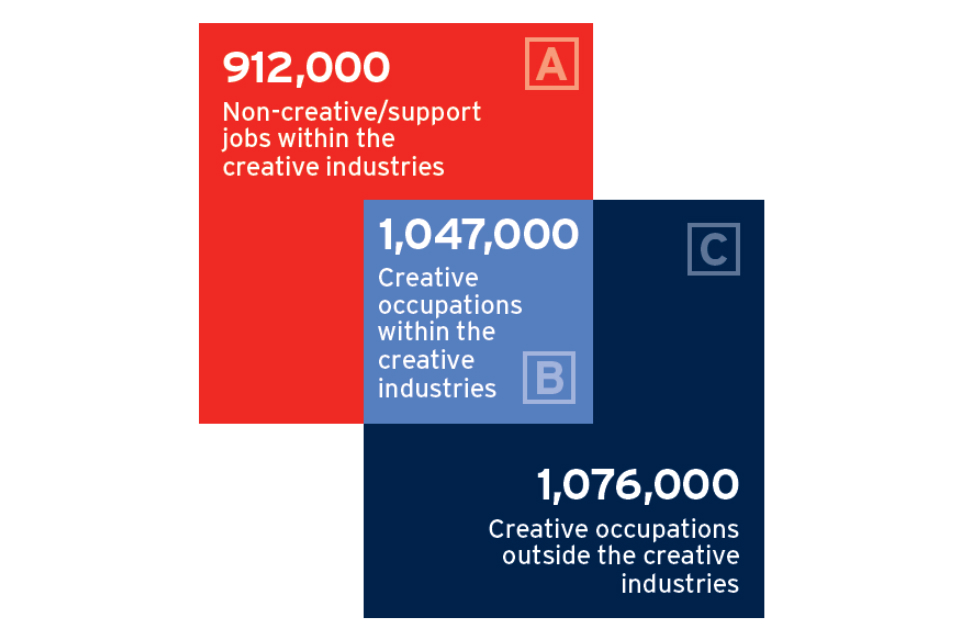 912,000
A
Non-creative/support
jobs within the
creative industries
1,047,000
Creative
occupations
within the
creative
industries
B
C
1,076,000
Creative occupations
outside the creative
industries